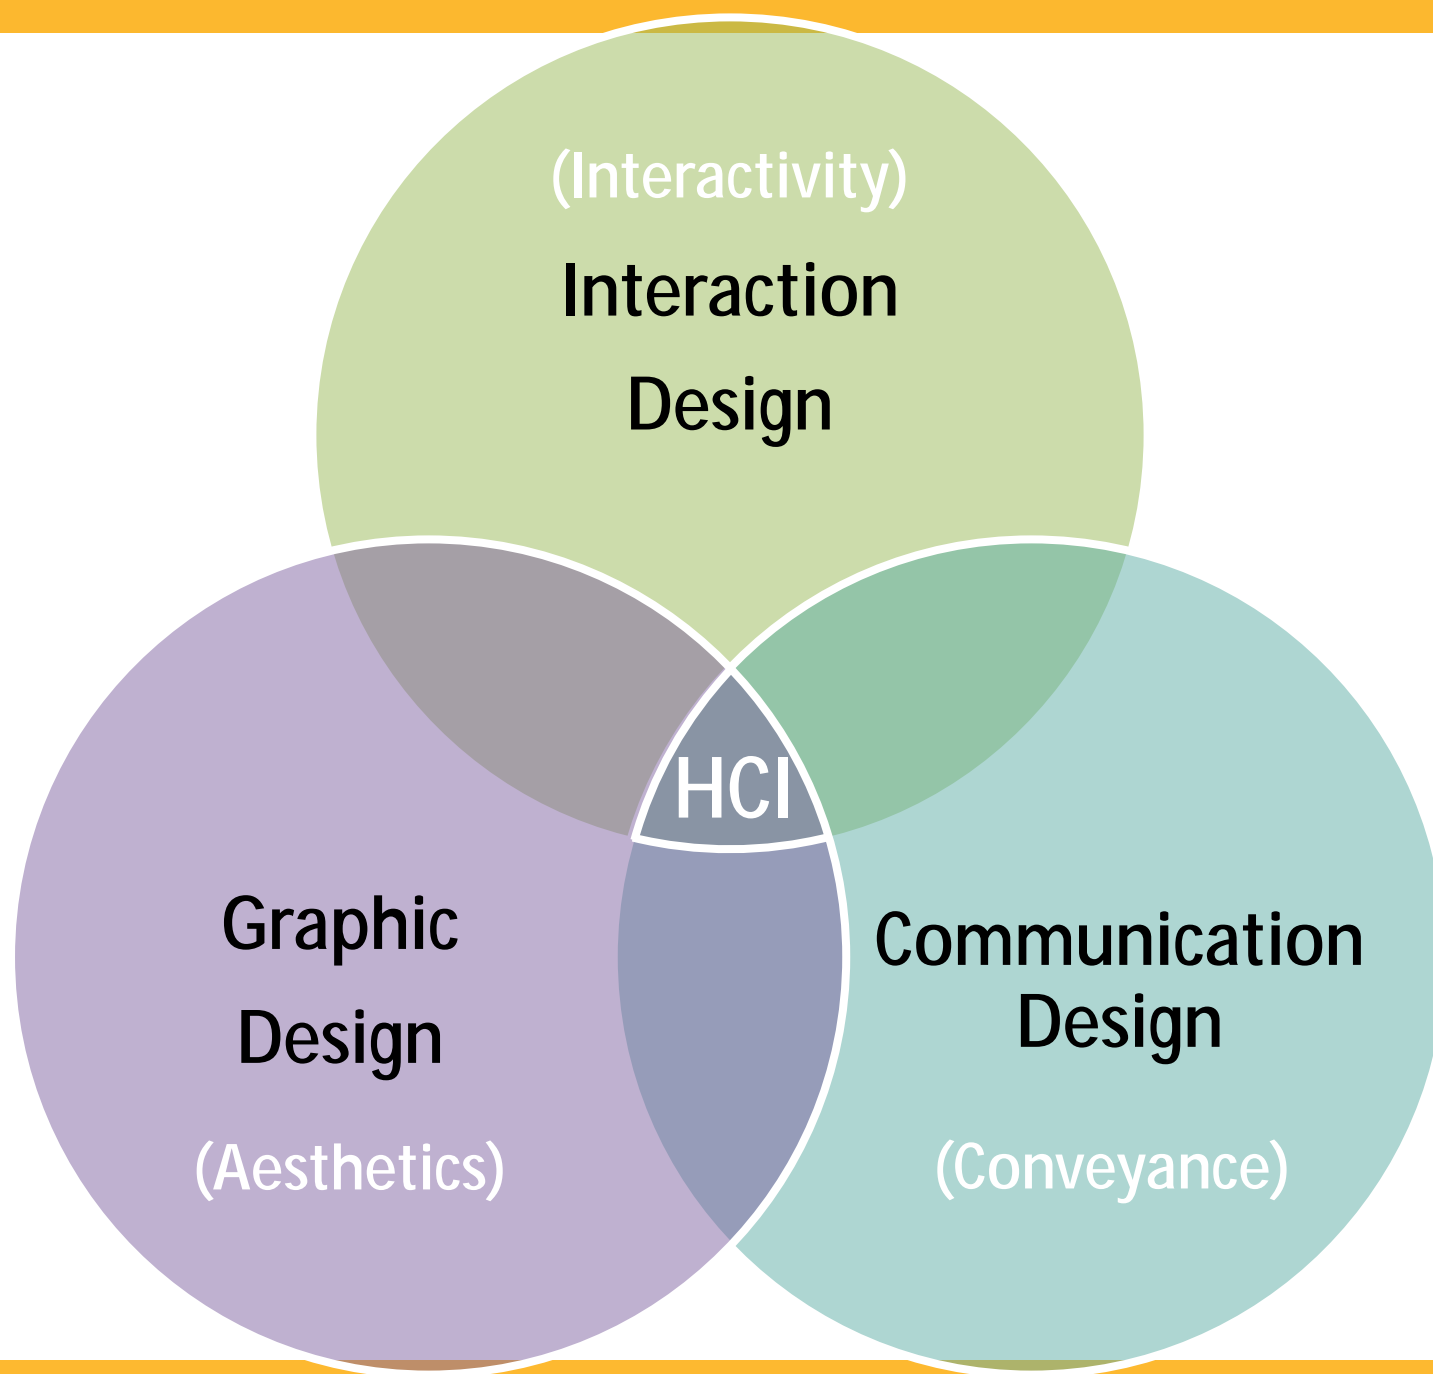 (Interactivity)
Interaction
Design
HCI
Graphic
Design
(Aesthetics)
Communication
Design
(Conveyance)